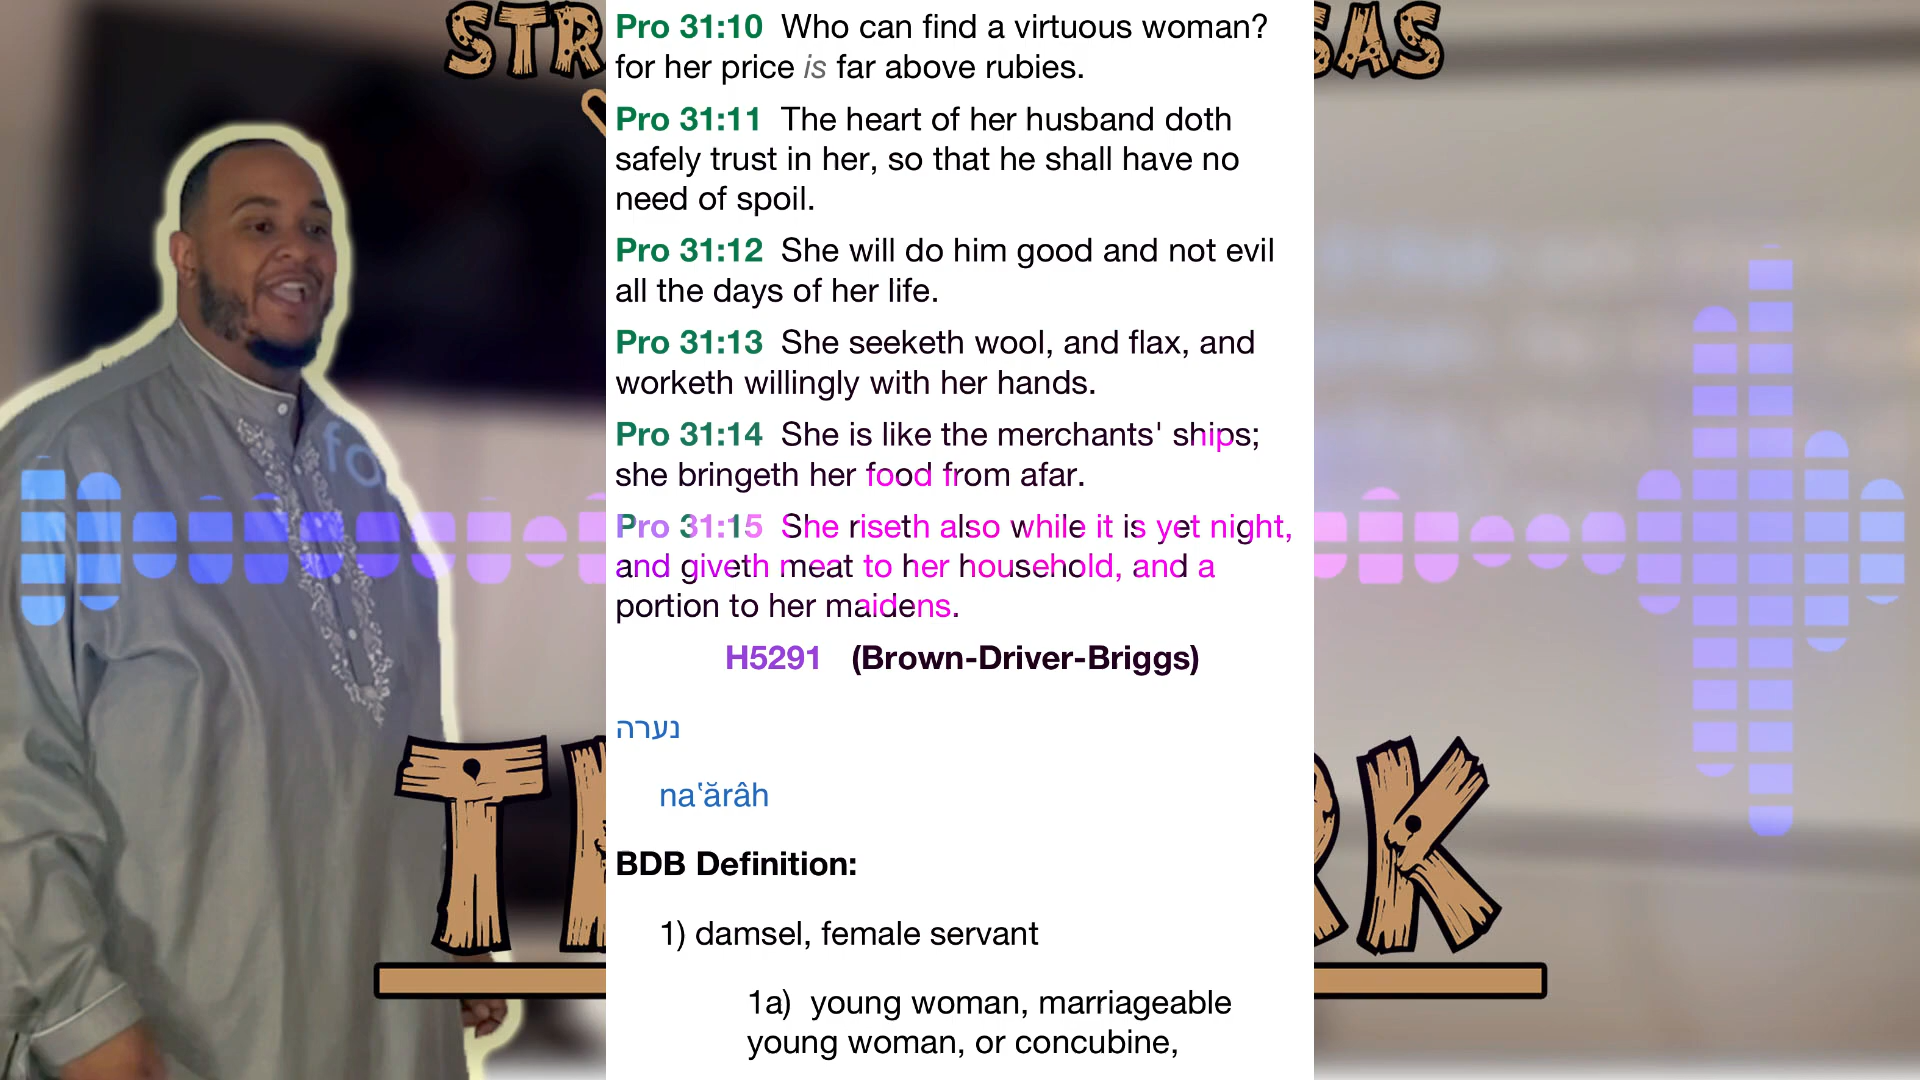 STR
SAS
Pro 31:10 Who can find a virtuous woman?
for her price is far above rubies.
Pro 31:11 The heart of her husband doth
safely trust in her, so that he shall have no
need of spoil.
Pro 31:12 She will do him good and not evil
all the days of her life.
Pro 31:13 She seeketh wool, and flax, and
worketh willingly with her hands.
Pro 31:14 She is like the merchants' ships;
she bringeth her food from afar.
Pro 31:15 She riseth also while it is yet night,
and giveth meat to her household, and a
portion to her maidens.
H5291 (Brown-Driver-Briggs)
נערה
na‛ărâh
BDB Definition:
1) damsel, female servant
1a) young woman, marriageable
young woman, or concubine,
fo
T
RK